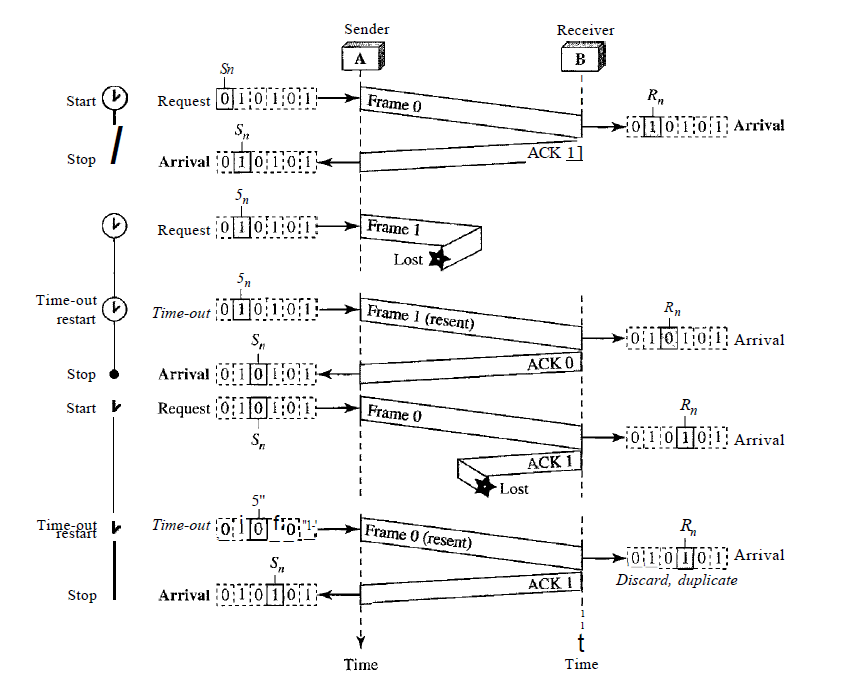 Sender Receiver
A B
Sn
Start Request 0 1 0 1 0 1 Frame 0 Rn
0 1 0 1 0 1 Arrival
Sn
Stop Arrival 0 1 0 1 0 1 ACK 1]
5n
Request 0 1 0 1 0 1 Frame 1
Lost
5n
Time-out
restart Time-out 0 1 0 1 0 1 Frame 1 (resent) Rn
0 1 0 1 0 1 Arrival
Sn
Stop Arrival 0 1 0 1 0 1 ACK 0
Start Request 0 1 0 1 0 1 Frame 0 Rn
Sn 0 1 0 1 0 1 Arrival
ACK 1
Lost
5"
Time-out
restart Time-out 0 1 0 Frame 0 (resent) Rn
0 1 0 1 0 1 Arrival
Discard, duplicate
Sn
Stop Arrival 0 1 0 1 0 1 ACK 1
t
Time Time